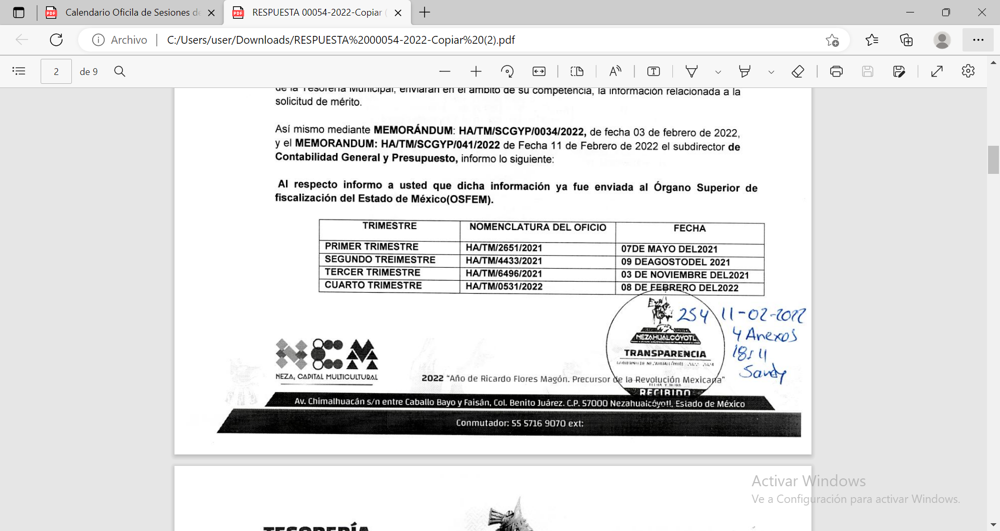 Calendario Oficila de Sesiones de
RESPUESTA 00054-2022-Copiar (
Archivo
C:/Users/user/Downloads/RESPUESTA%2000054-2022-Copiar%20(2).pdf
2
de 9
de la Tesorería Municipal, enviaran en el ámbito de su competencia, la información relacionada a la
solicitud de mérito.
Así mismo mediante MEMORÁNDUM: HA/TM/SCGYP/0034/2022, de fecha 03 de febrero de 2022,
y el MEMORANDUM: HA/TM/SCGYP/041/2022 de Fecha 11 de Febrero de 2022 el subdirector de
Contabilidad General y Presupuesto, informo lo siguiente:
Al respecto informo a usted que dicha información ya fue enviada al Órgano Superior de
fiscalización del Estado de México(OSFEM).
TRIMESTRE NOMENCLATURA DEL OFICIO FECHA
PRIMER TRIMESTRE HA/TM/2651/2021 07DE MAYO DEL2021
SEGUNDO TREIMESTRE HA/TM/4433/2021 09 DEAGOSTODEL 2021
TERCER TRIMESTRE HA/TM/6496/2021 03 DE NOVIEMBRE DEL2021
CUARTO TRIMESTRE HA/TM/0531/2022 08 DE FEBRERO DEL2022
254 11-02-2022
4 Anexos
18:11
Sandy
NEZAHUALCÓYOTL
TRANSPARENCIA
GOBIERNO DE NEZAHUALCÓYOTL 2022 - 2024
FECHA Y HORA
RECIBIDO
NEZA, CAPITAL MULTICULTURAL
2022 “Año de Ricardo Flores Magón. Precursor de la Revolución Mexicana”
Av. Chimalhuacán s/n entre Caballo Bayo y Faisán, Col. Benito Juárez. C.P. 57000 Nezahualcóyotl, Estado de México
Conmutador: 55 5716 9070 ext:
TESORERÍA
Activar Windows
Ve a Configuración para activar Windows.